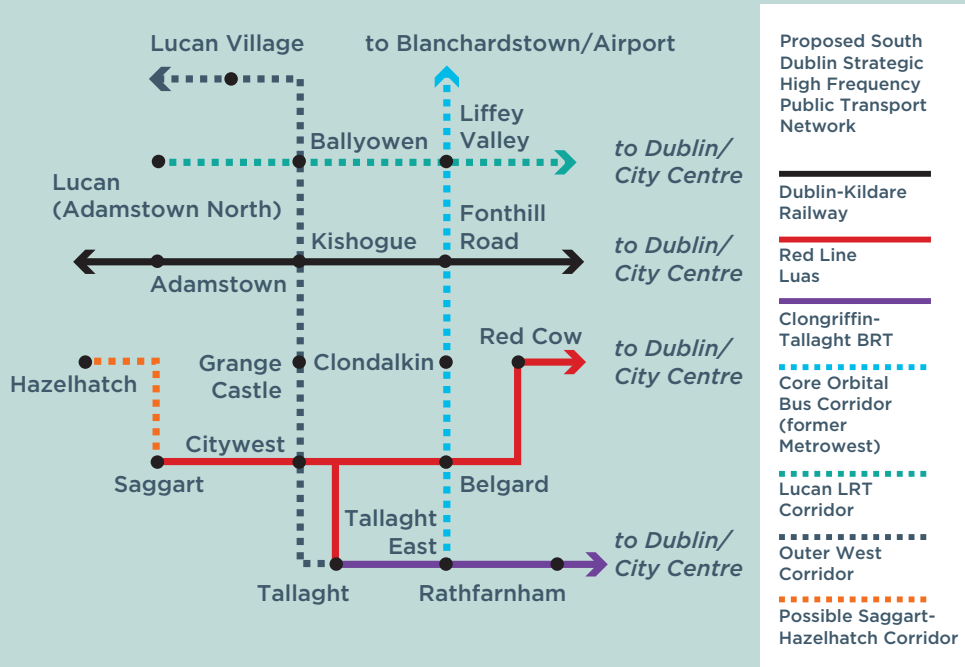 Lucan Village
to Blanchardstown/Airport
Liffey
Valley
Ballyowen
to Dublin/
City Centre
Lucan
(Adamstown North)
Fonthill
Road
Kishogue
to Dublin/
City Centre
Adamstown
Red Cow
to Dublin/
City Centre
Hazelhatch
Grange
Castle
Clondalkin
Citywest
Saggart
Belgard
Tallaght
East
to Dublin/
City Centre
Tallaght
Rathfarnham
Proposed South
Dublin Strategic
High Frequency
Public Transport
Network
Dublin-Kildare
Railway
Red Line
Luas
Clongriffin-
Tallaght BRT
Core Orbital
Bus Corridor
(former
Metrowest)
Lucan LRT
Corridor
Outer West
Corridor
Possible Saggart-
Hazelhatch Corridor